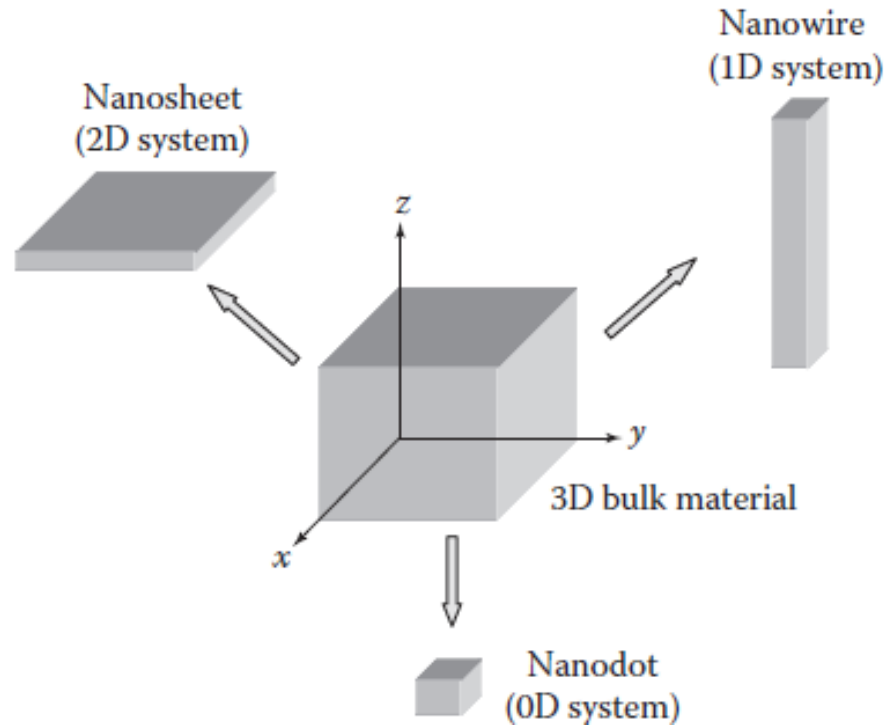 Nanowire
(1D system)
Nanosheet
(2D system)
z
y
3D bulk material
x
Nanodot
(0D system)